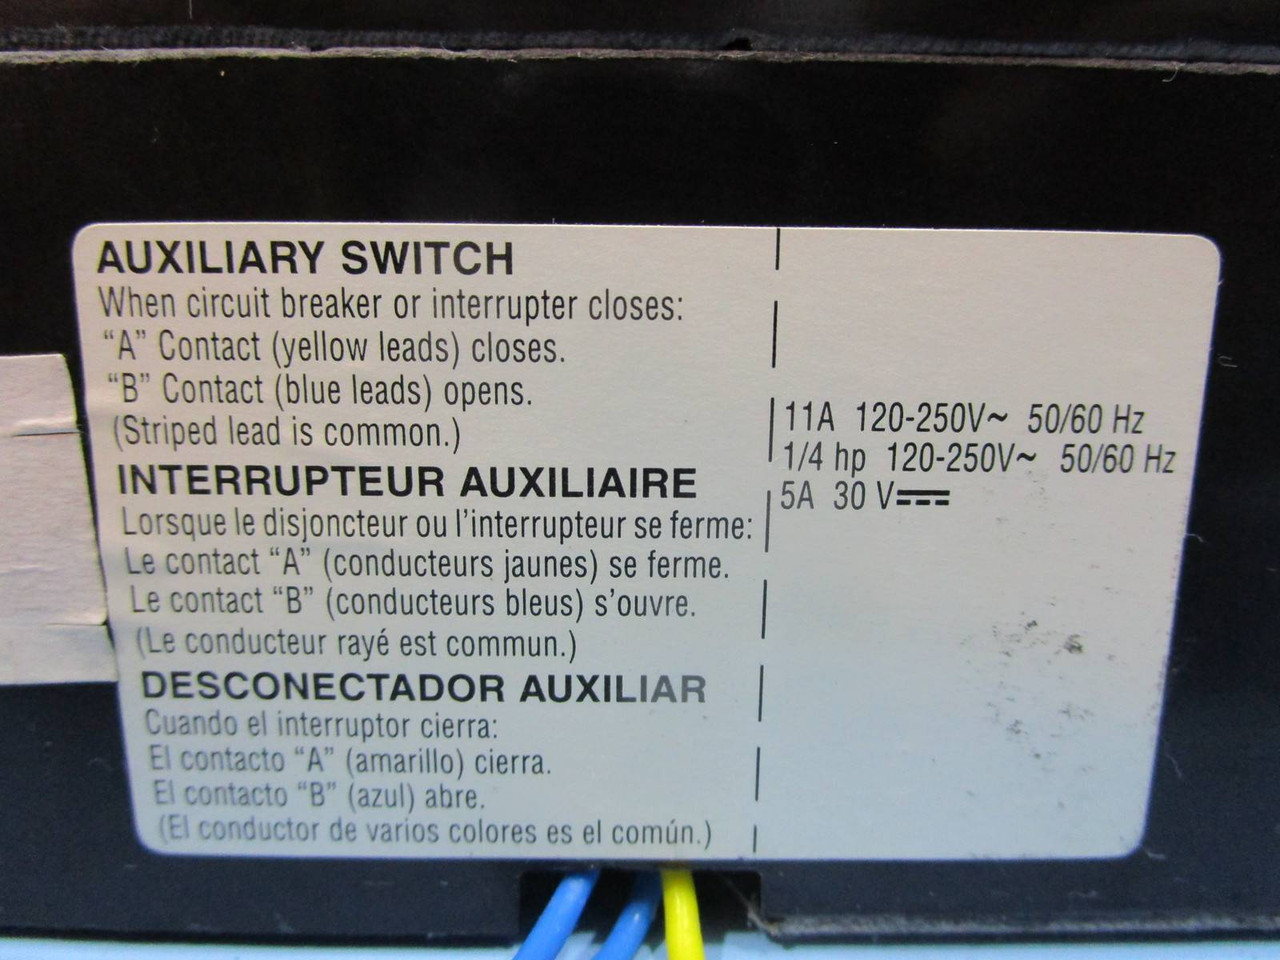 AUXILIARY SWITCH
When circuit breaker or interrupter closes:
“A” Contact (yellow leads) closes.
“B” Contact (blue leads) opens.
(Striped lead is common.)
INTERRUPTEUR AUXILIAIRE
Lorsque le disjoncteur ou l’interrupteur se ferme:
Le contact “A” (conducteurs jaunes) se ferme.
Le contact “B” (conducteurs bleus) s’ouvre.
(Le conducteur rayé est commun.)
DESCONECTADOR AUXILIAR
Cuando el interruptor cierra:
El contacto “A” (amarillo) cierra.
El contacto “B” (azul) abre.
(El conductor de varios colores es el común.)
11A 120-250V~ 50/60 Hz
1/4 hp 120-250V~ 50/60 Hz
5A 30 V⎓